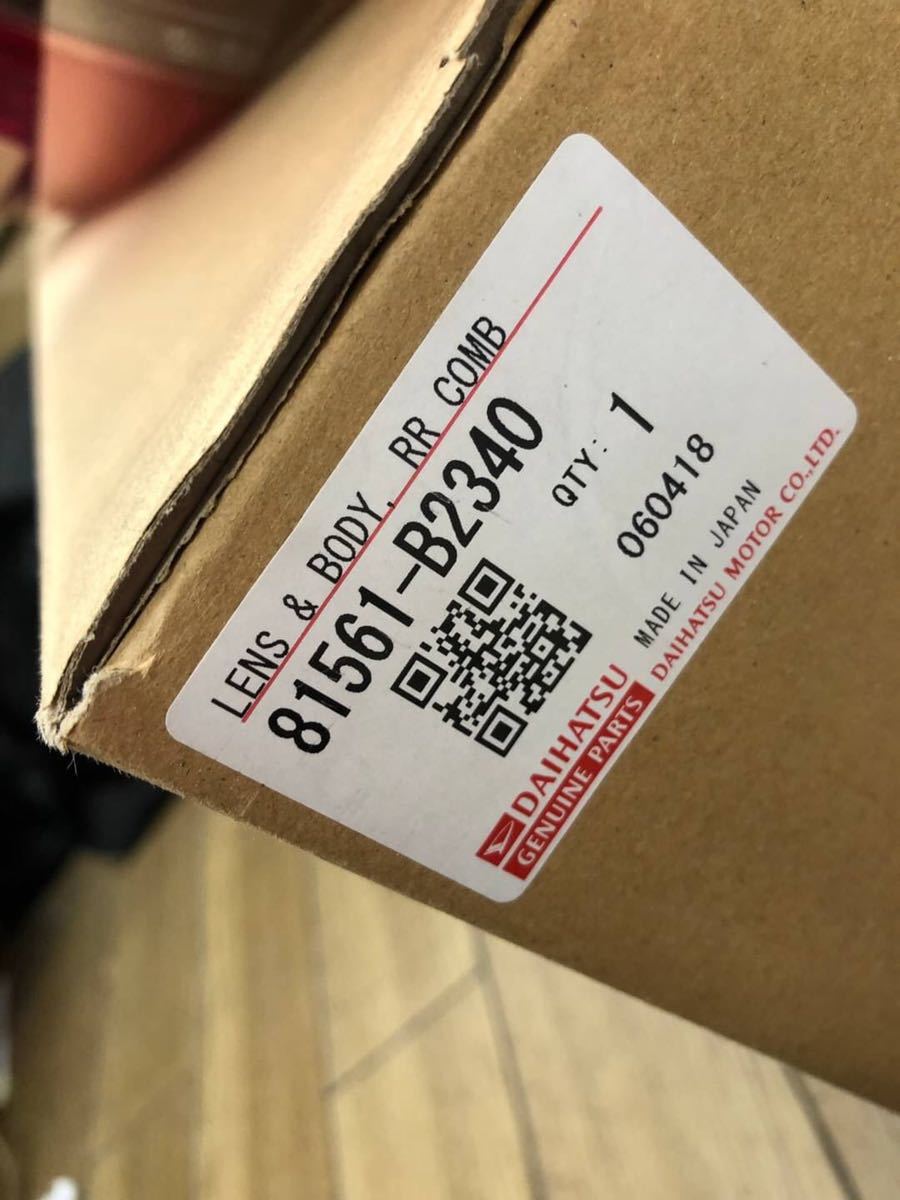 LENS & BODY, RR COMB
81561-B2340
QTY: 1
060418
MADE IN JAPAN
DAIHATSU
GENUINE PARTS
DAIHATSU MOTOR CO.,LTD.